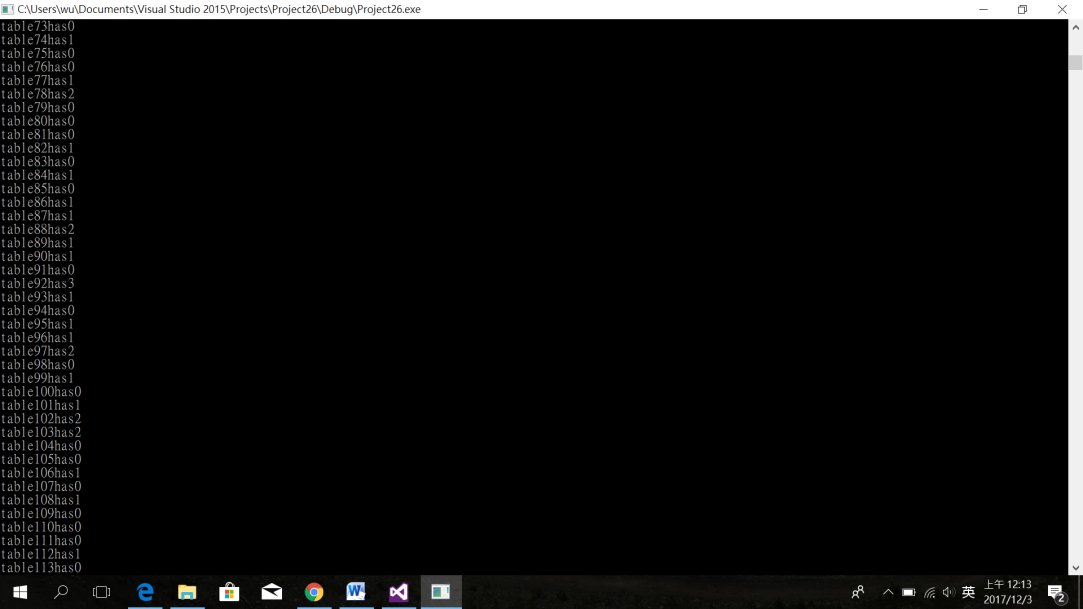 C:\Users\wu\Documents\Visual Studio 2015\Projects\Project26\Debug\Project26.exe
table73has0
table74has1
table75has0
table76has0
table77has1
table78has2
table79has0
table80has0
table81has0
table82has1
table83has0
table84has1
table85has0
table86has1
table87has1
table88has2
table89has1
table90has1
table91has0
table92has3
table93has1
table94has0
table95has1
table96has1
table97has2
table98has0
table99has1
table100has0
table101has1
table102has2
table103has2
table104has0
table105has0
table106has1
table107has0
table108has1
table109has0
table110has0
table111has0
table112has1
table113has0
英
上午 12:13
2017/12/3
2